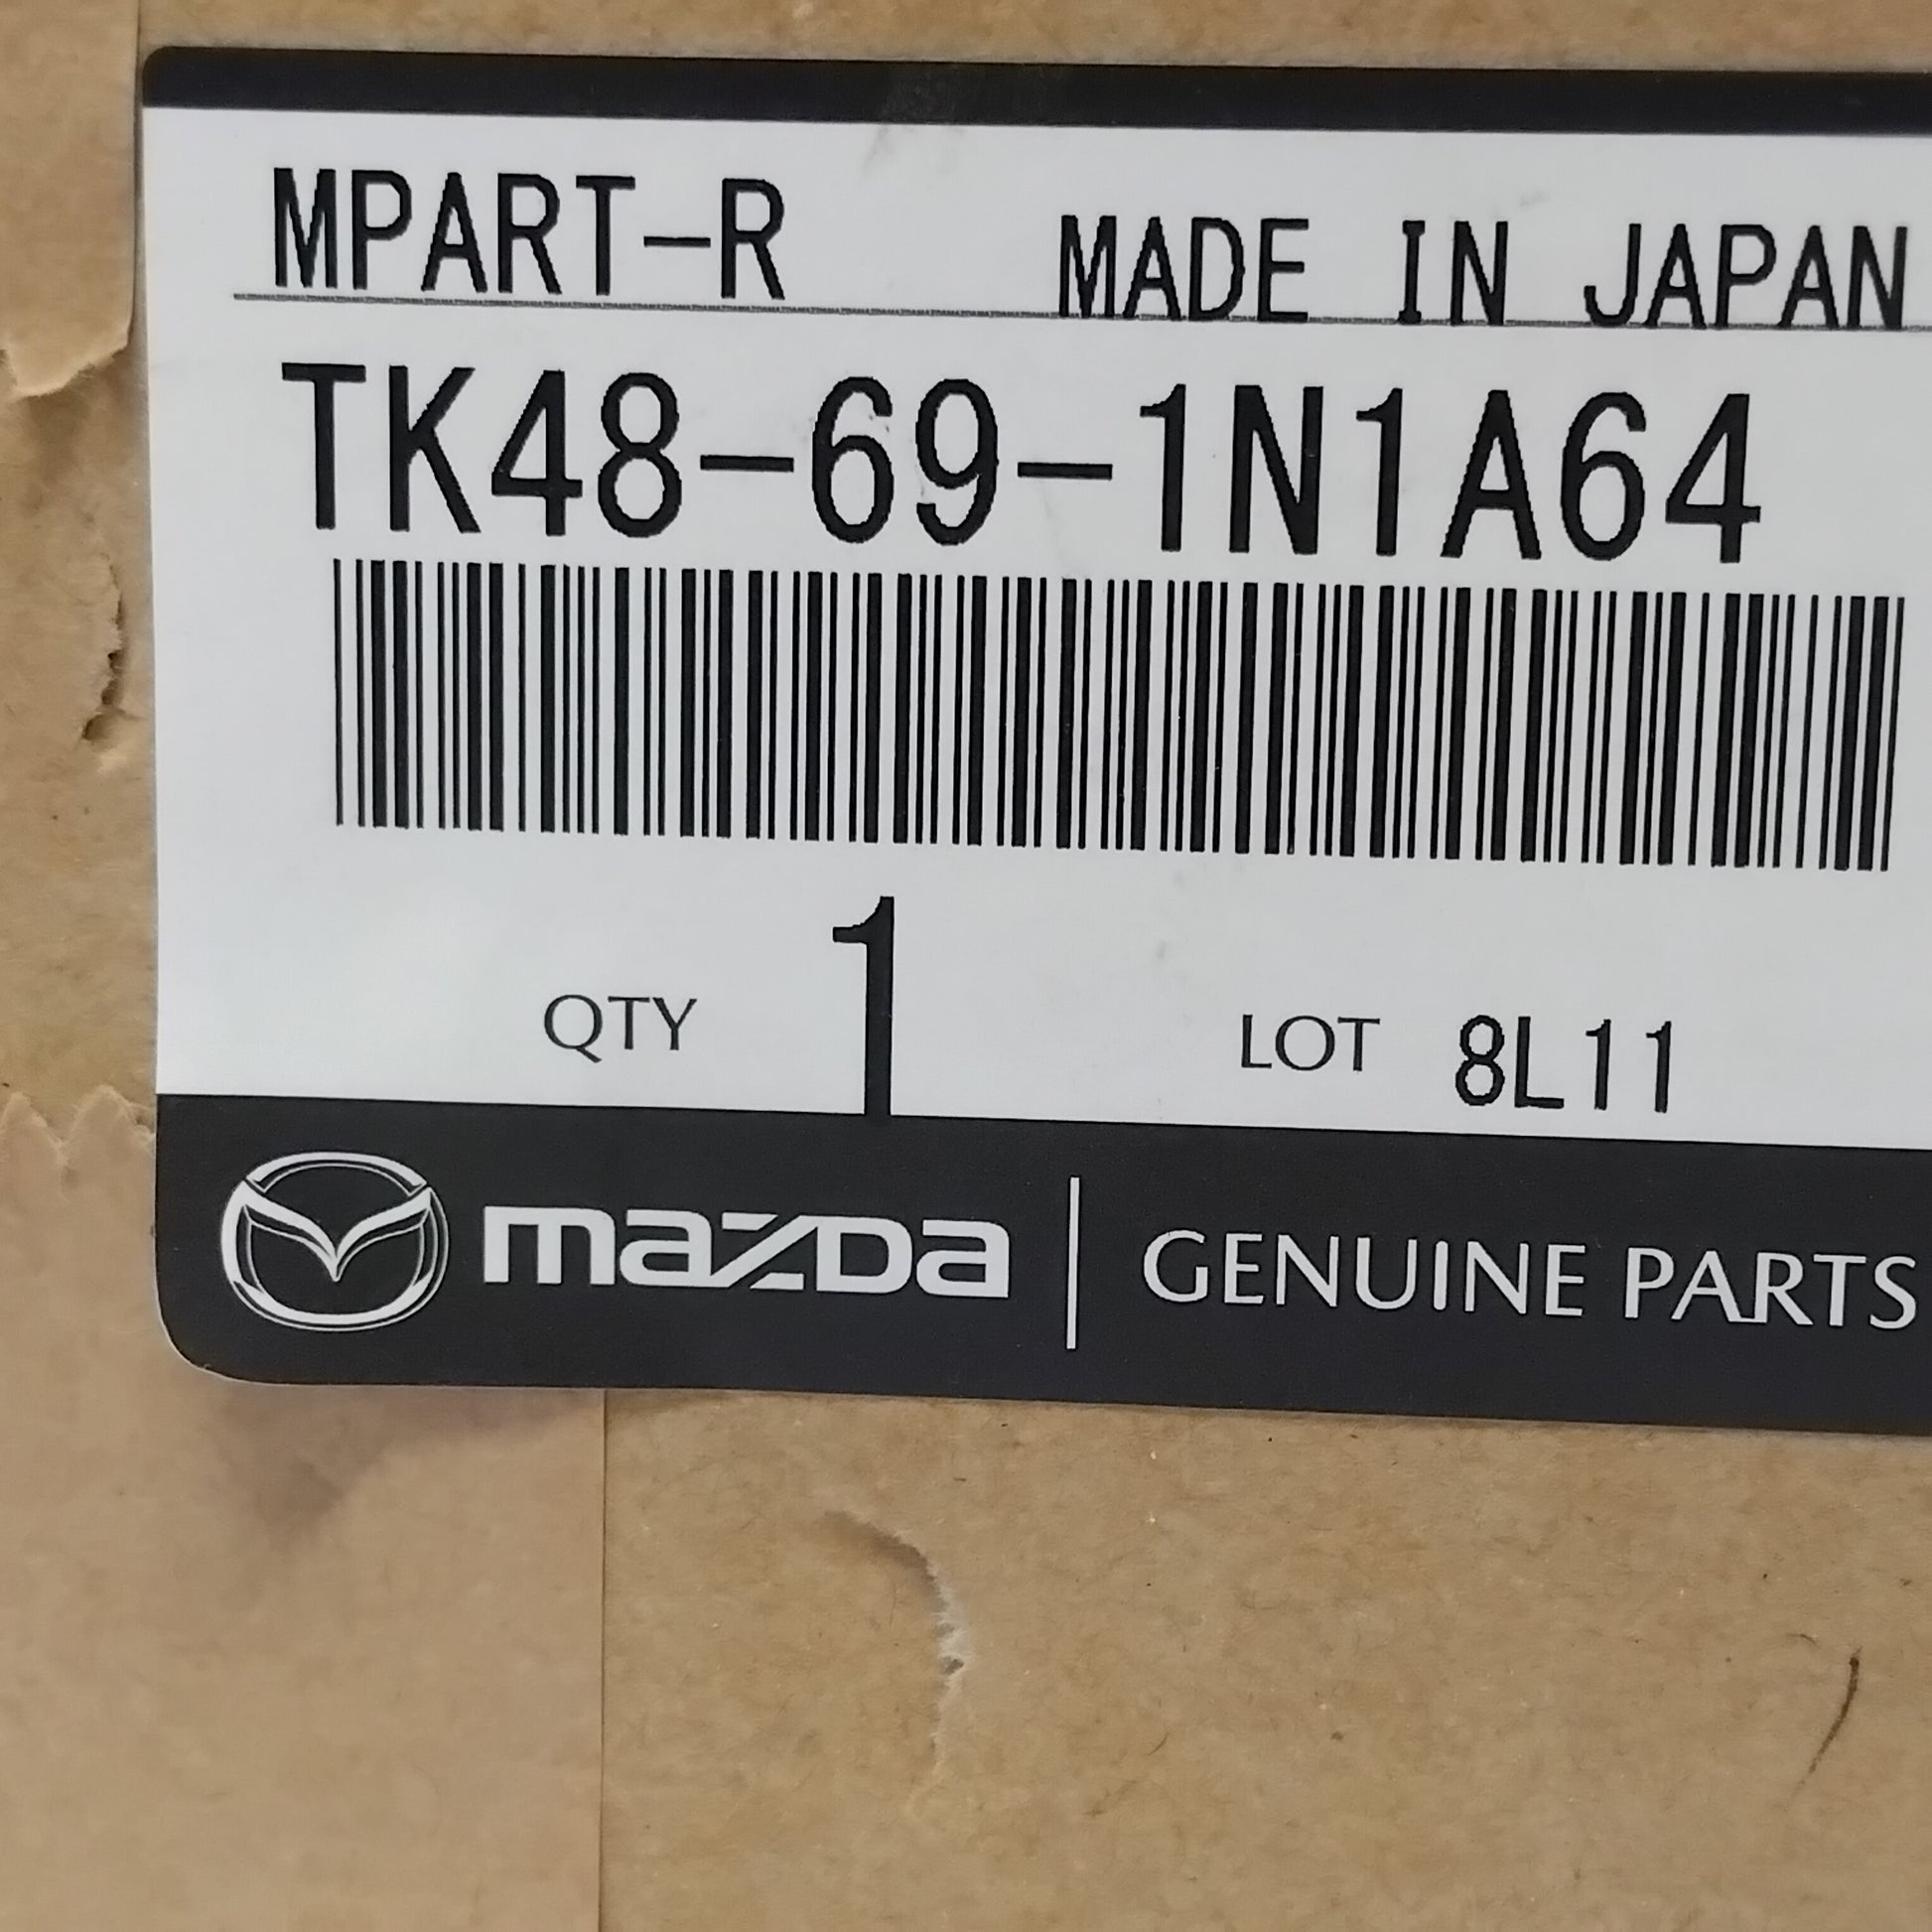 MPART-R MADE IN JAPAN
TK48-69-1N1A64
QTY 1 LOT 8L11
mazda GENUINE PARTS